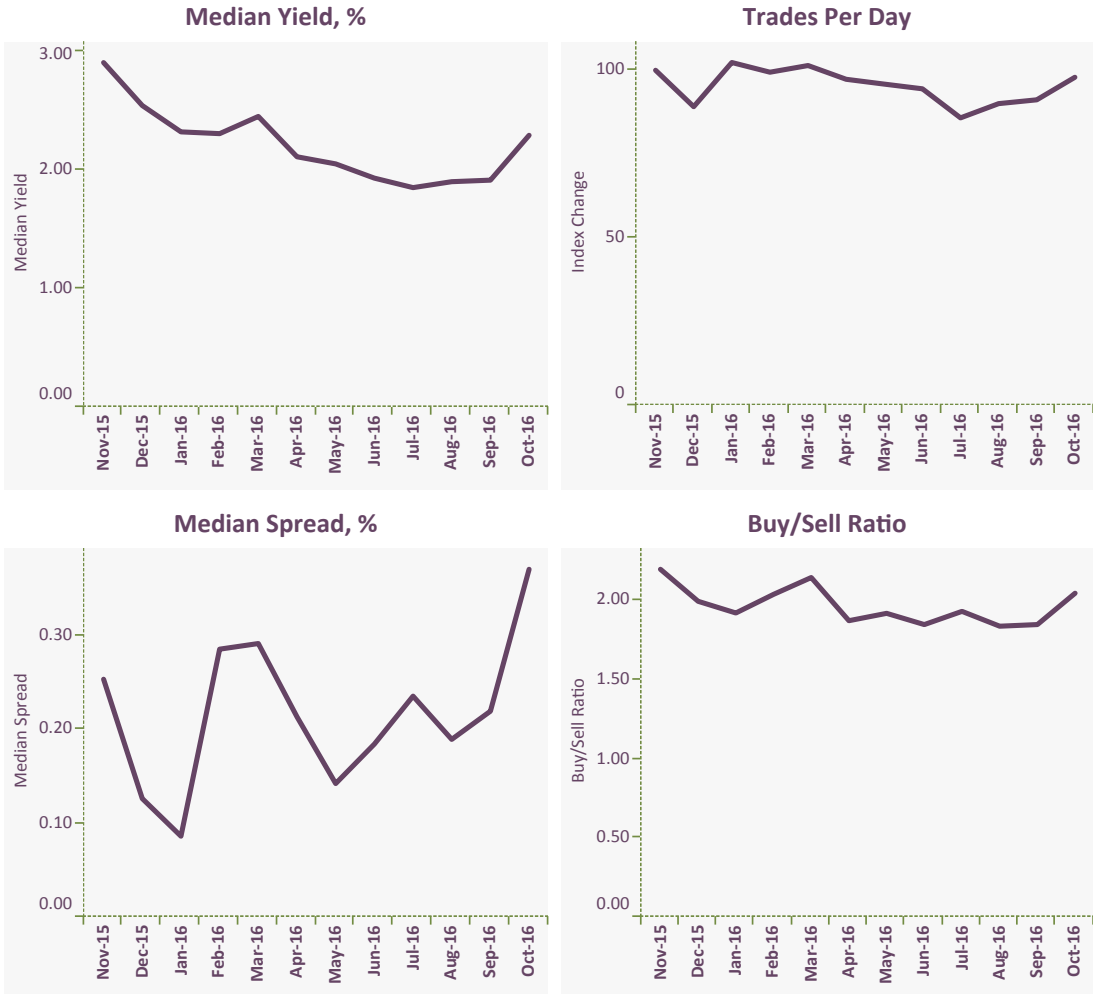 Median Yield, %
3.00
2.00
1.00
0.00
Median Yield
Nov-15
Dec-15
Jan-16
Feb-16
Mar-16
Apr-16
May-16
Jun-16
Jul-16
Aug-16
Sep-16
Oct-16
Trades Per Day
100
50
0
Index Change
Nov-15
Dec-15
Jan-16
Feb-16
Mar-16
Apr-16
May-16
Jun-16
Jul-16
Aug-16
Sep-16
Oct-16
Median Spread, %
0.30
0.20
0.10
0.00
Median Spread
Nov-15
Dec-15
Jan-16
Feb-16
Mar-16
Apr-16
May-16
Jun-16
Jul-16
Aug-16
Sep-16
Oct-16
Buy/Sell Ratio
2.00
1.50
1.00
0.50
0.00
Buy/Sell Ratio
Nov-15
Dec-15
Jan-16
Feb-16
Mar-16
Apr-16
May-16
Jun-16
Jul-16
Aug-16
Sep-16
Oct-16